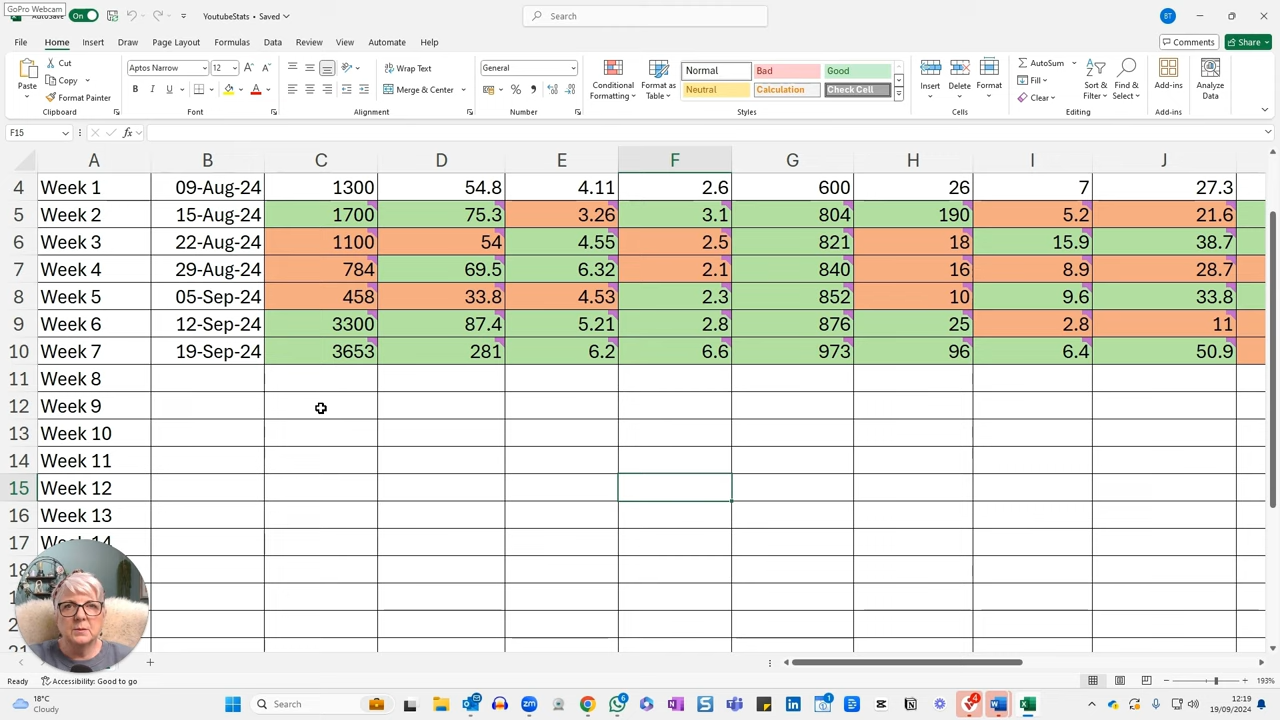 GoPro Webcam
AutoSave On YoutubeStats • Saved Search BT
File Home Insert Draw Page Layout Formulas Data Review View Automate Help Comments Share
Paste Cut Copy Format Painter Clipboard
Aptos Narrow 12 B I U A Font
Wrap Text Merge & Center Alignment
General % Number
Conditional Formatting Format as Table
Normal Bad Good
Neutral Calculation Check Cell
Styles
Insert Delete Format Cells
AutoSum Fill Clear Sort & Filter Find & Select Editing
Add-ins Add-ins
Analyze Data
F15 fx
A B C D E F G H I J
4 Week 1 09-Aug-24 1300 54.8 4.11 2.6 600 26 7 27.3
5 Week 2 15-Aug-24 1700 75.3 3.26 3.1 804 190 5.2 21.6
6 Week 3 22-Aug-24 1100 54 4.55 2.5 821 18 15.9 38.7
7 Week 4 29-Aug-24 784 69.5 6.32 2.1 840 16 8.9 28.7
8 Week 5 05-Sep-24 458 33.8 4.53 2.3 852 10 9.6 33.8
9 Week 6 12-Sep-24 3300 87.4 5.21 2.8 876 25 2.8 11
10 Week 7 19-Sep-24 3653 281 6.2 6.6 973 96 6.4 50.9
11 Week 8
12 Week 9
13 Week 10
14 Week 11
15 Week 12
16 Week 13
17 Week 14
18
21
Ready Accessibility: Good to go 193%
18°C Cloudy Search 6 4 12:19
19/09/2024